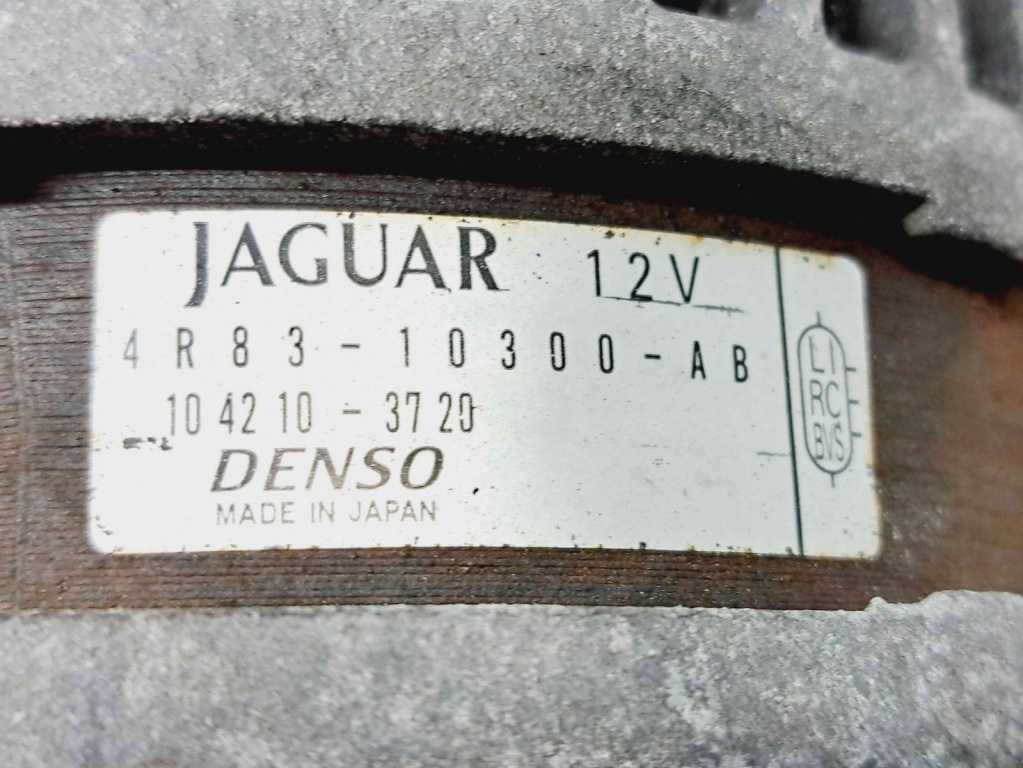 JAGUAR 12V
4R83-10300-AB
104210-3720
DENSO
MADE IN JAPAN
LI
RC
BVS